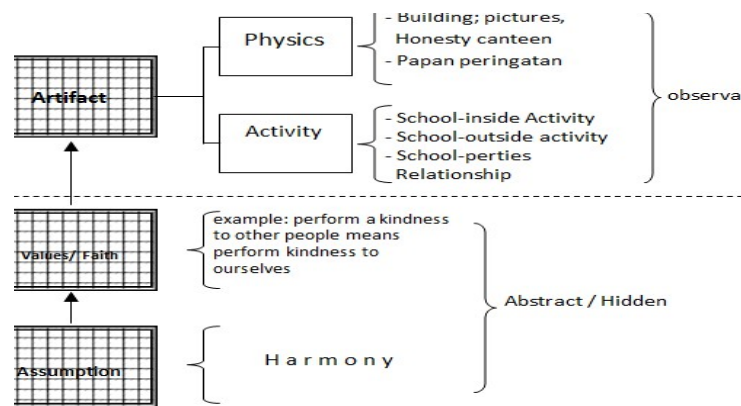 - Building; pictures,
Physics
Honesty canteen
- Papan peringatan
Artifact
observa
Activity
- School-inside Activity
- School-outside activity
- School-perties
Relationship
example: perform a kindness
to other people means
perform kindness to
ourselves
Values/ Faith
Abstract / Hidden
Harmony
Assumption